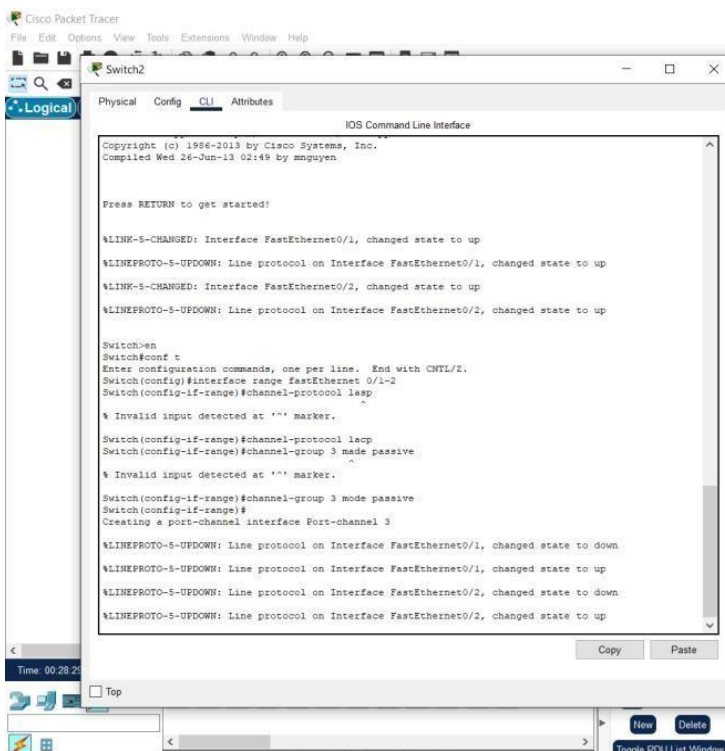 Cisco Packet Tracer
File Edit Options View Tools Extensions Window Help
Switch2
Logical
Physical Config CLI Attributes
IOS Command Line Interface
Copyright (c) 1986-2013 by Cisco Systems, Inc.
Compiled Wed 26-Jun-13 02:49 by mnguyen
Press RETURN to get started!
%LINK-5-CHANGED: Interface FastEthernet0/1, changed state to up
%LINEPROTO-5-UPDOWN: Line protocol on Interface FastEthernet0/1, changed state to up
%LINK-5-CHANGED: Interface FastEthernet0/2, changed state to up
%LINEPROTO-5-UPDOWN: Line protocol on Interface FastEthernet0/2, changed state to up
Switch>en
Switch#conf t
Enter configuration commands, one per line. End with CNTL/Z.
Switch(config)#interface range fastEthernet 0/1-2
Switch(config-if-range)#channel-protocol lasp
^
% Invalid input detected at '^' marker.
Switch(config-if-range)#channel-protocol lacp
Switch(config-if-range)#channel-group 3 made passive
^
% Invalid input detected at '^' marker.
Switch(config-if-range)#channel-group 3 mode passive
Switch(config-if-range)#
Creating a port-channel interface Port-channel 3
%LINEPROTO-5-UPDOWN: Line protocol on Interface FastEthernet0/1, changed state to down
%LINEPROTO-5-UPDOWN: Line protocol on Interface FastEthernet0/1, changed state to up
%LINEPROTO-5-UPDOWN: Line protocol on Interface FastEthernet0/2, changed state to down
%LINEPROTO-5-UPDOWN: Line protocol on Interface FastEthernet0/2, changed state to up
Copy Paste
Time: 00:28:29
Top
New Delete
Toggle PDU List Window